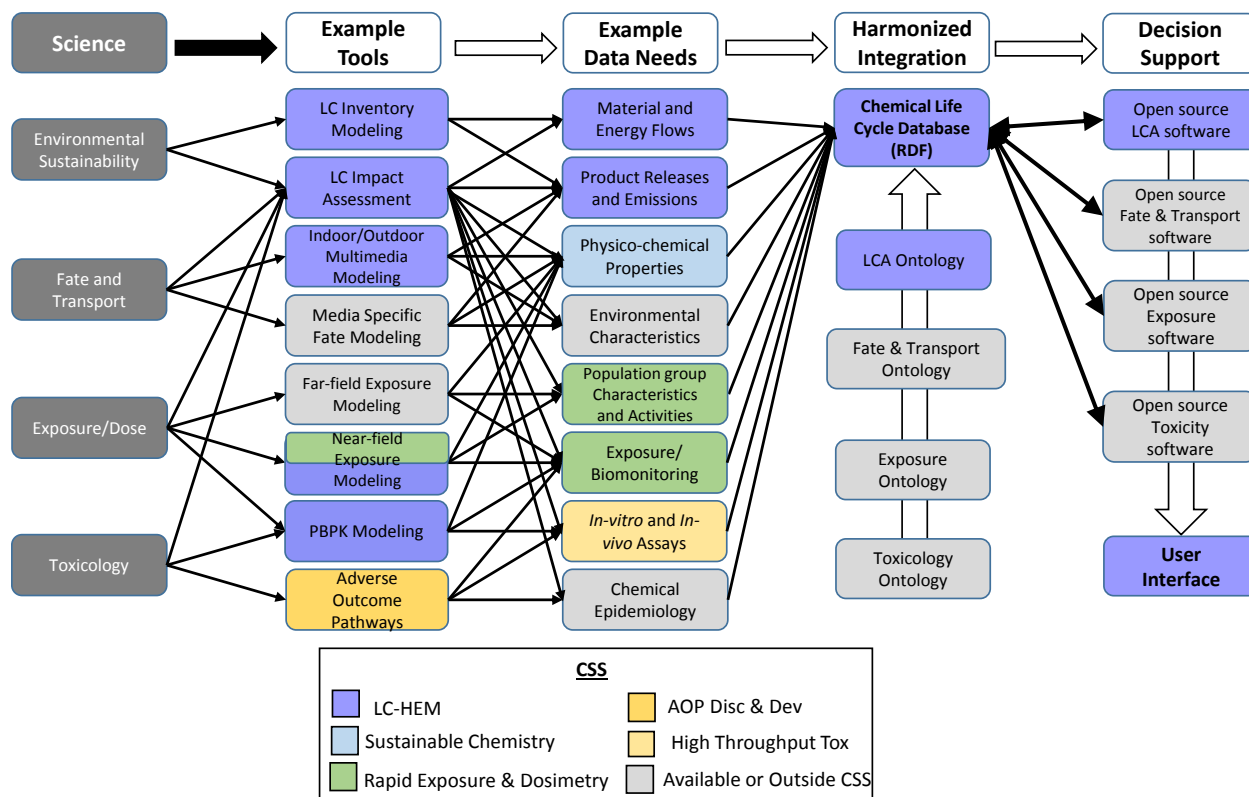 Science
Example
Tools
Example
Data Needs
Harmonized
Integration
Decision
Support
Environmental
Sustainability
Fate and
Transport
Exposure/Dose
Toxicology
LC Inventory
Modeling
LC Impact
Assessment
Indoor/Outdoor
Multimedia
Modeling
Media Specific
Fate Modeling
Far-field Exposure
Modeling
Near-field
Exposure
Modeling
PBPK Modeling
Adverse
Outcome
Pathways
Material and
Energy Flows
Product Releases
and Emissions
Physico-chemical
Properties
Environmental
Characteristics
Population group
Characteristics
and Activities
Exposure/
Biomonitoring
In-vitro and In-
vivo Assays
Chemical
Epidemiology
Chemical Life
Cycle Database
(RDF)
LCA Ontology
Fate & Transport
Ontology
Exposure
Ontology
Toxicology
Ontology
Open source
LCA software
Open source
Fate & Transport
software
Open source
Exposure
software
Open source
Toxicity
software
User
Interface
CSS
LC-HEM
Sustainable Chemistry
Rapid Exposure & Dosimetry
AOP Disc & Dev
High Throughput Tox
Available or Outside CSS